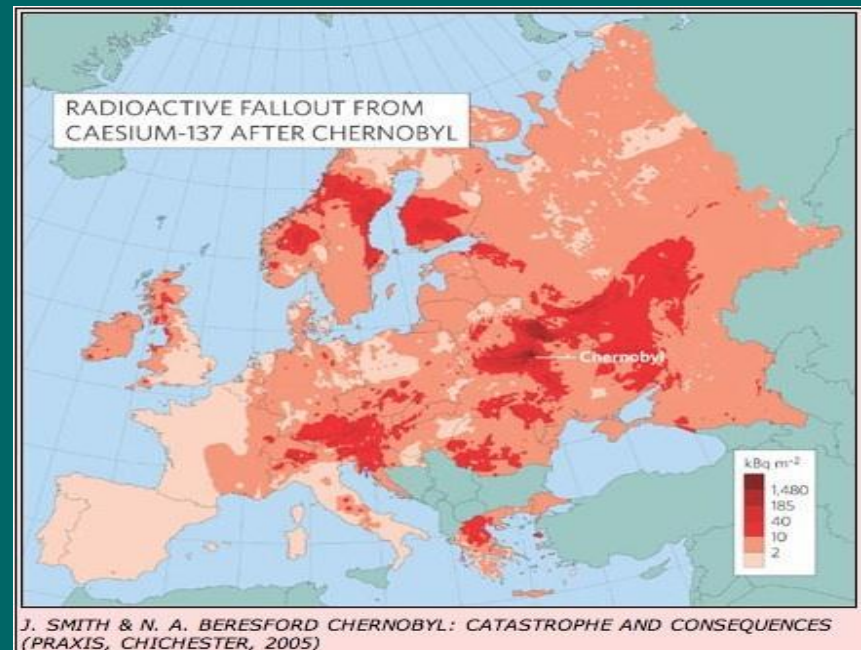 RADIOACTIVE FALLOUT FROM
CAESIUM-137 AFTER CHERNOBYL
Chernobyl
kBq m⁻²
1,480
185
40
10
2
J. SMITH & N. A. BERESFORD CHERNOBYL: CATASTROPHE AND CONSEQUENCES
(PRAXIS, CHICHESTER, 2005)